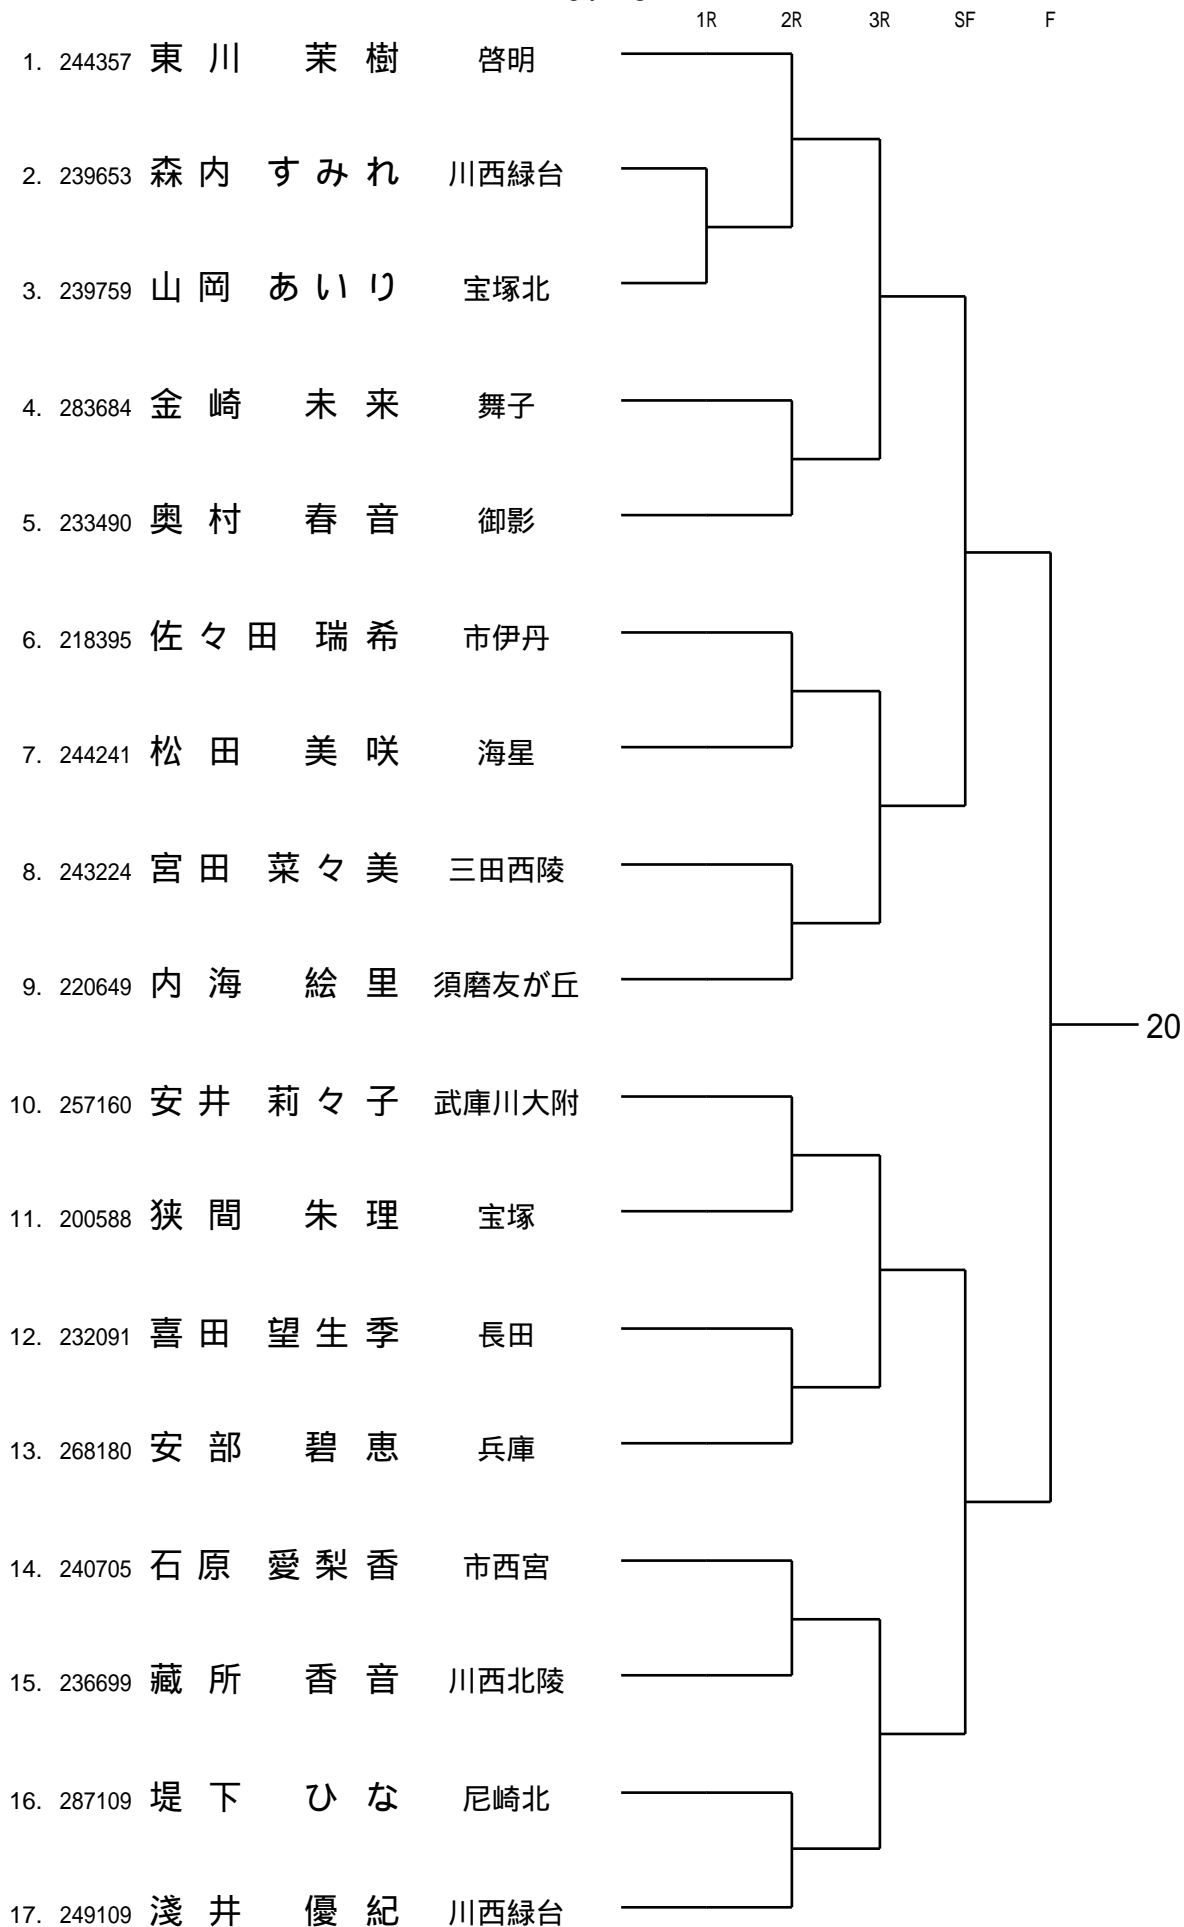 1R 2R 3R SF F
1. 244357 東川 茉樹 啓明
2. 239653 森内 すみれ 川西緑台
3. 239759 山岡 あいり 宝塚北
4. 283684 金崎 未来 舞子
5. 233490 奥村 春音 御影
6. 218395 佐々田 瑞希 市伊丹
7. 244241 松田 美咲 海星
8. 243224 宮田 菜々美 三田西陵
9. 220649 内海 絵里 須磨友が丘
20
10. 257160 安井 莉々子 武庫川大附
11. 200588 狭間 朱理 宝塚
12. 232091 喜田 望生季 長田
13. 268180 安部 碧恵 兵庫
14. 240705 石原 愛梨香 市西宮
15. 236699 藏所 香音 川西北陵
16. 287109 堤下 ひな 尼崎北
17. 249109 淺井 優紀 川西緑台